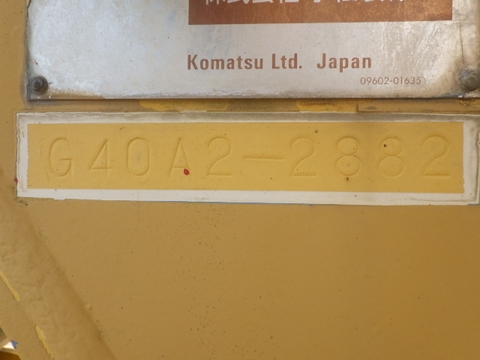 Komatsu Ltd. Japan
09602-01635
G40A2-2882